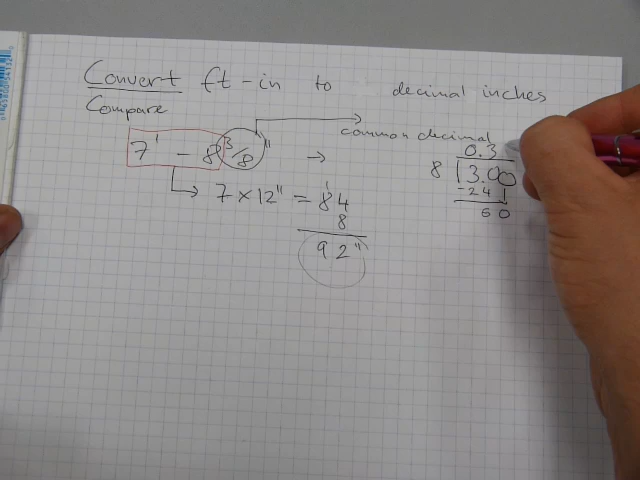 Convert ft-in to decimal inches
Compare
common decimal
7' - 8 3/8" →
0.3
8 3.00
-24
60
7 x 12" = 84
1
8
92"